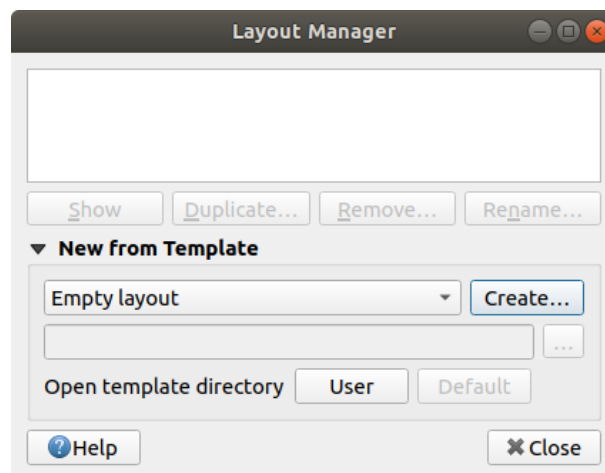 Layout Manager
Show Duplicate... Remove... Rename...
New from Template
Empty layout Create...
...
Open template directory User Default
Help Close